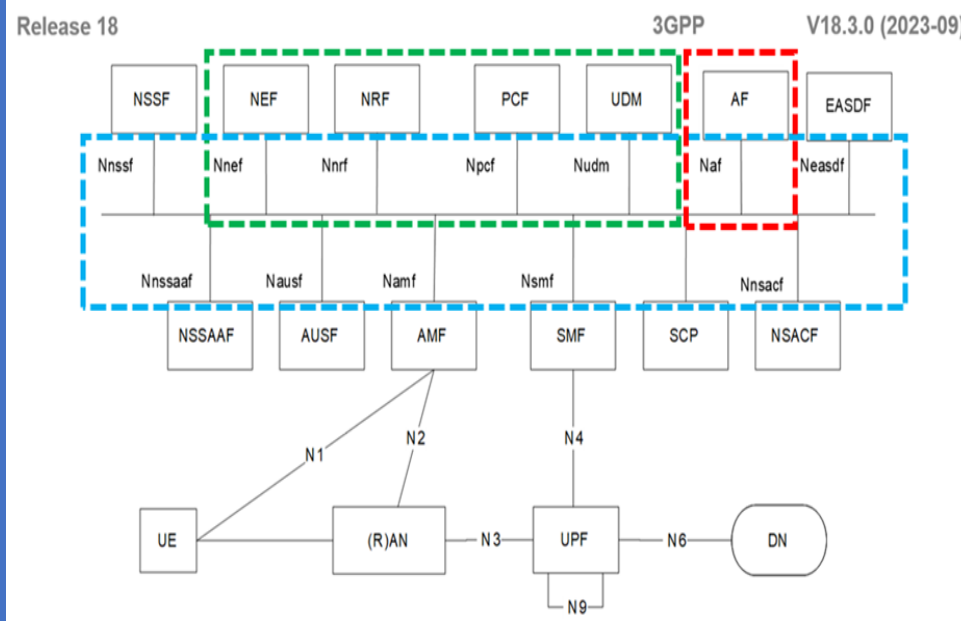 Release 18 3GPP V18.3.0 (2023-09)
NSSF NEF NRF PCF UDM AF EASDF
Nnssf Nnef Nnrf Npcf Nudm Naf Neasdf
Nnssaaf Nausf Namf Nsmf Nnsacf
NSSAAF AUSF AMF SMF SCP NSACF
N1 N2 N4
UE (R)AN N3 UPF N6 DN
N9